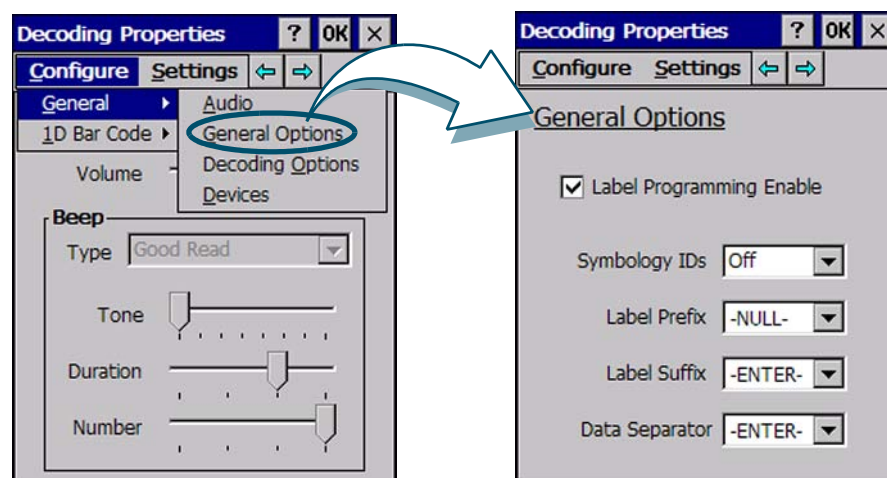 Decoding Properties ? OK ×
Configure Settings
General Audio
1D Bar Code General Options
Decoding Options
Devices
Volume
Beep
Type Good Read
Tone
Duration
Number
Decoding Properties ? OK ×
Configure Settings
General Options
Label Programming Enable
Symbology IDs Off
Label Prefix -NULL-
Label Suffix -ENTER-
Data Separator -ENTER-